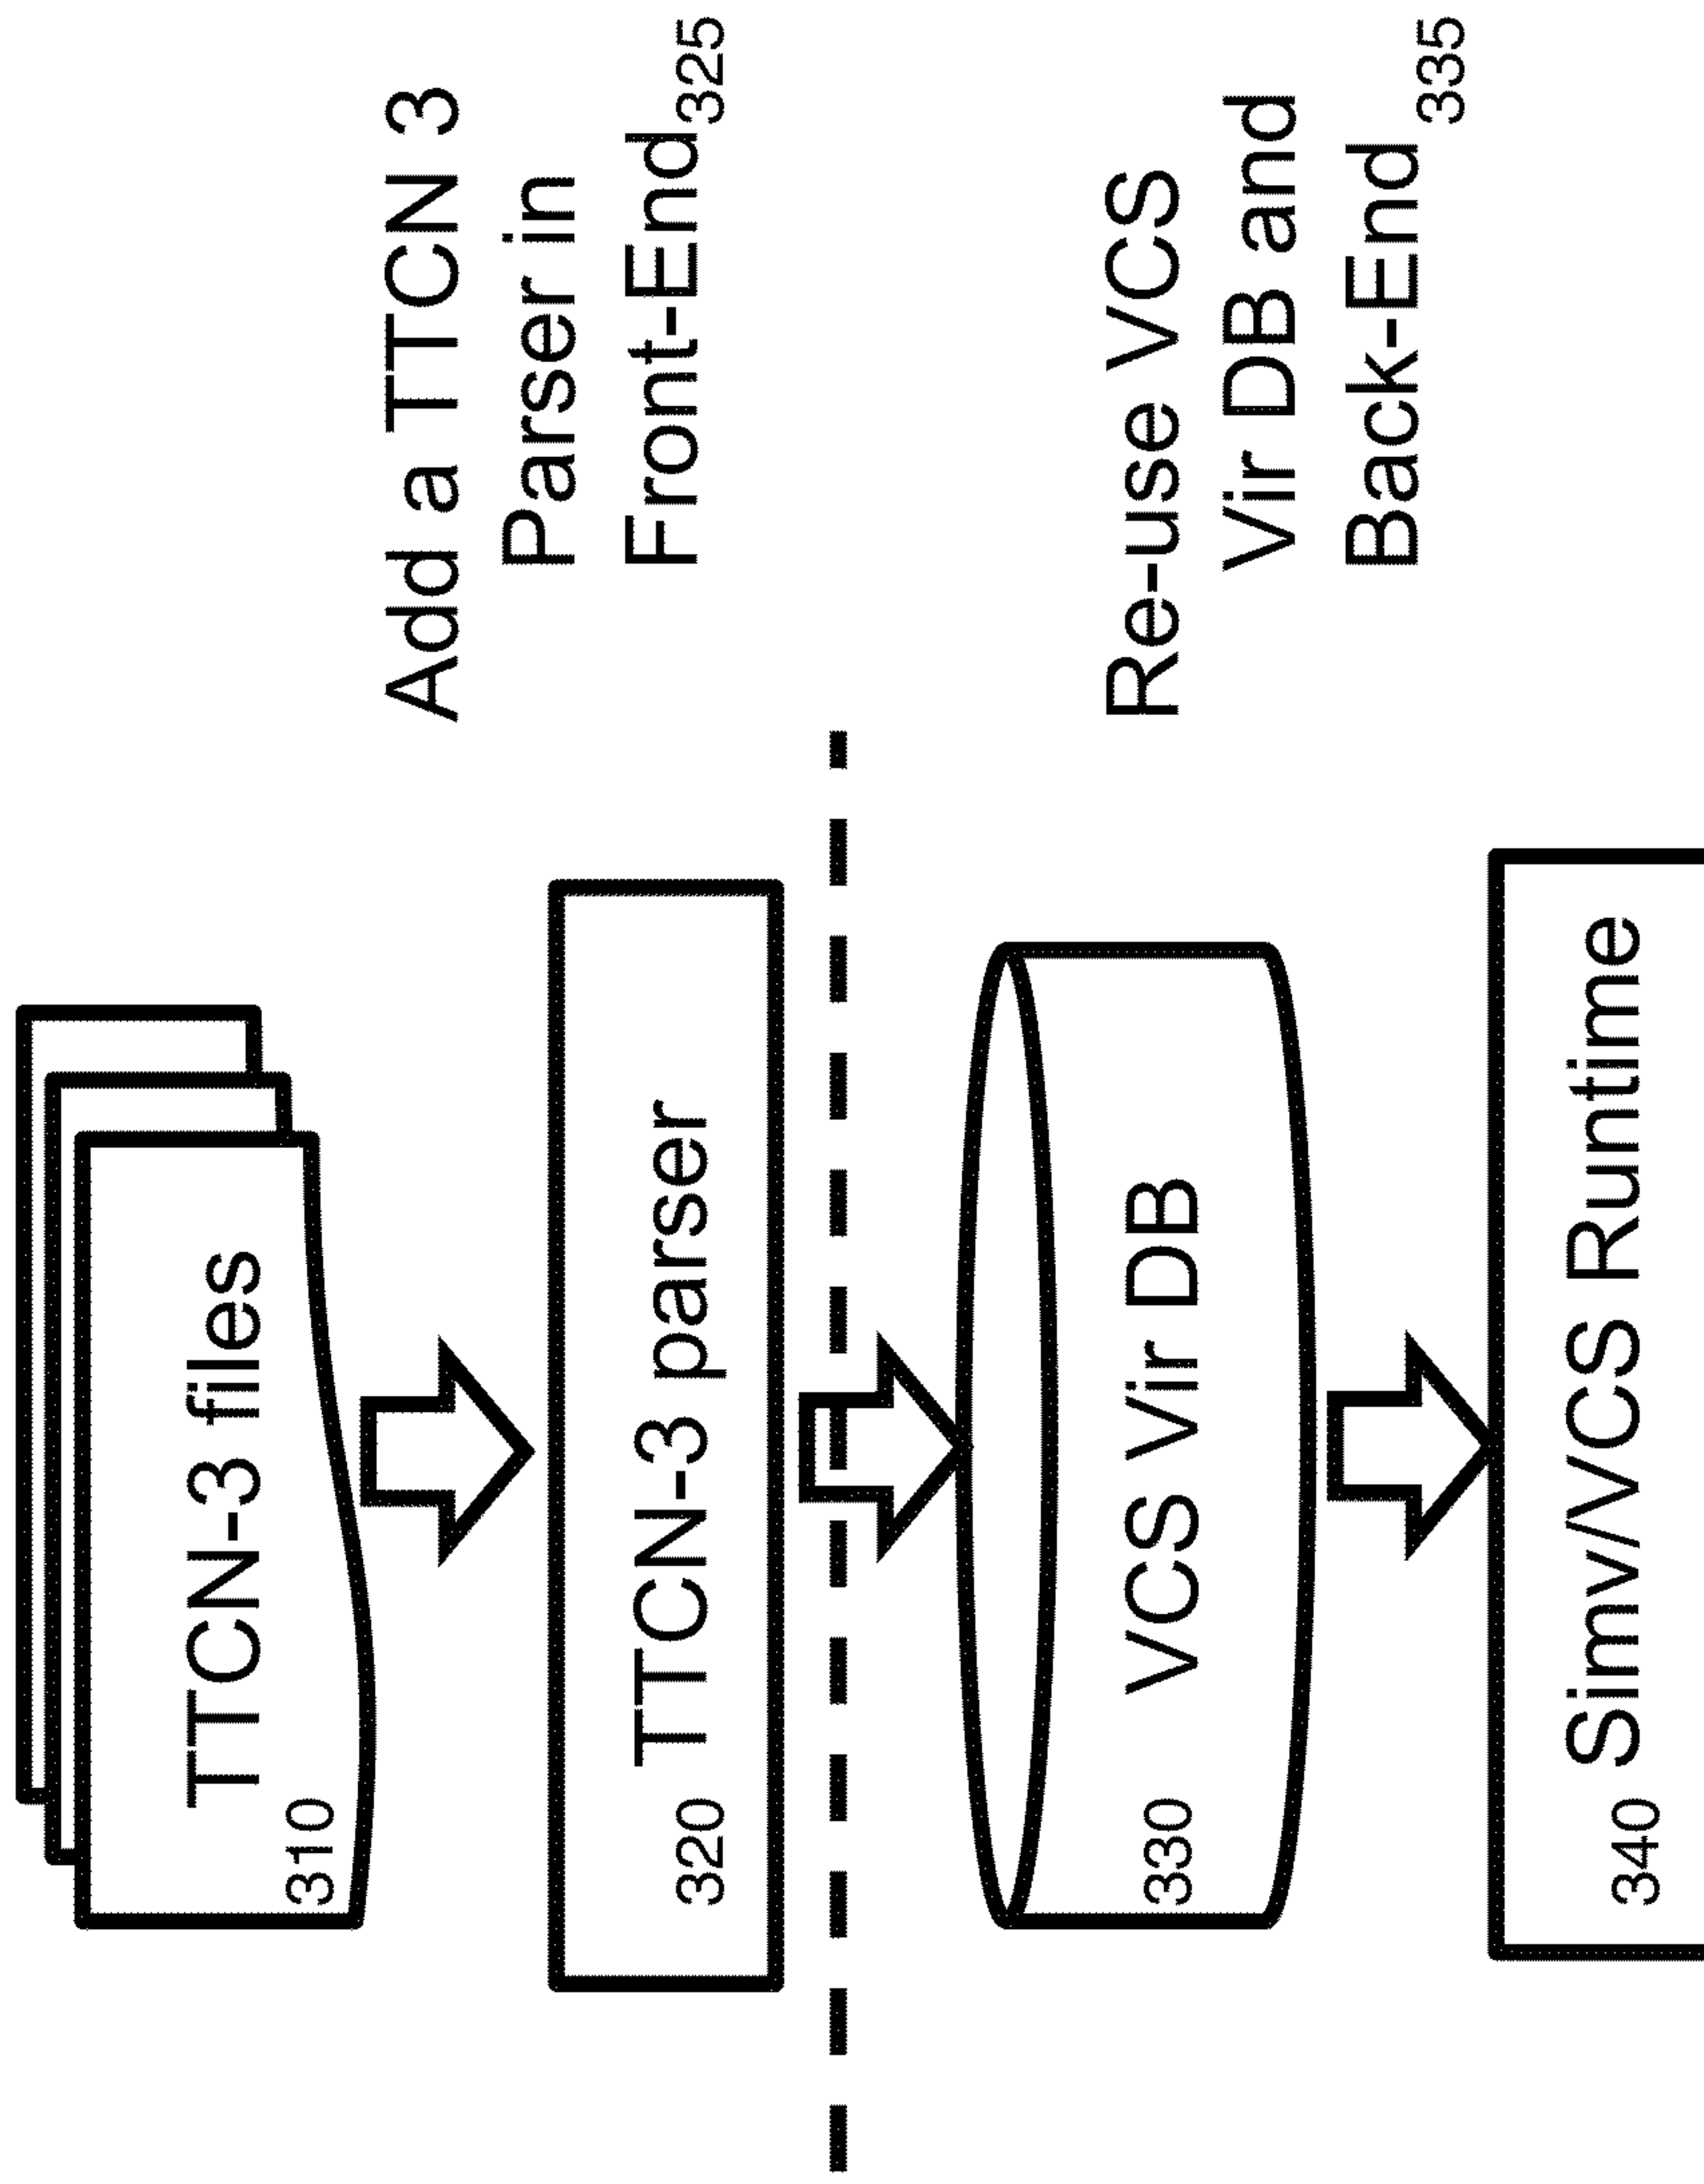 TTCN-3 files
310
Add a TTCN 3
Parser in
Front-End
325
TTCN-3 parser
320
VCS Vir DB
330
Re-use VCS
Vir DB and
Back-End
335
340 Simv/VCS Runtime